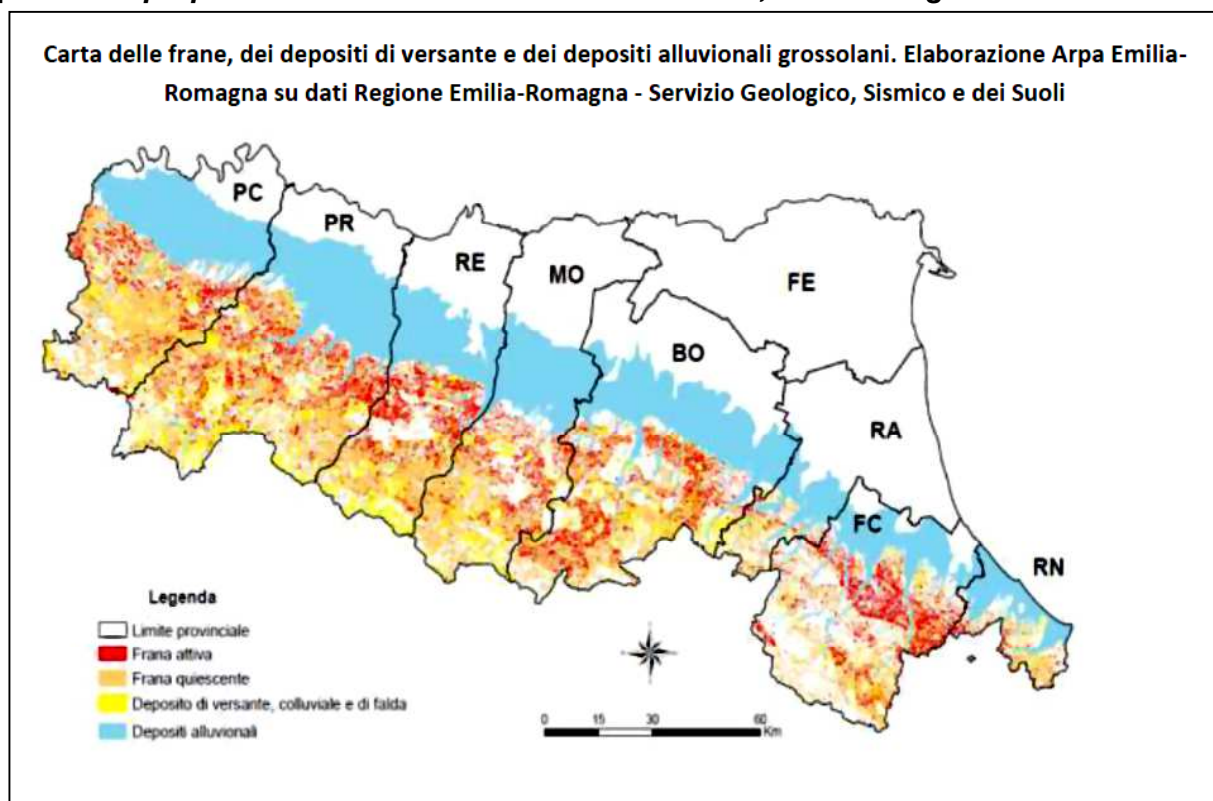 Carta delle frane, dei depositi di versante e dei depositi alluvionali grossolani. Elaborazione Arpa Emilia-
Romagna su dati Regione Emilia-Romagna - Servizio Geologico, Sismico e dei Suoli
PC
PR
RE
MO
FE
BO
RA
FC
RN
Legenda
Limite provinciale
Frana attiva
Frana quiescente
Deposito di versante, colluviale e di falda
Depositi alluvionali
0 15 30 60
Km